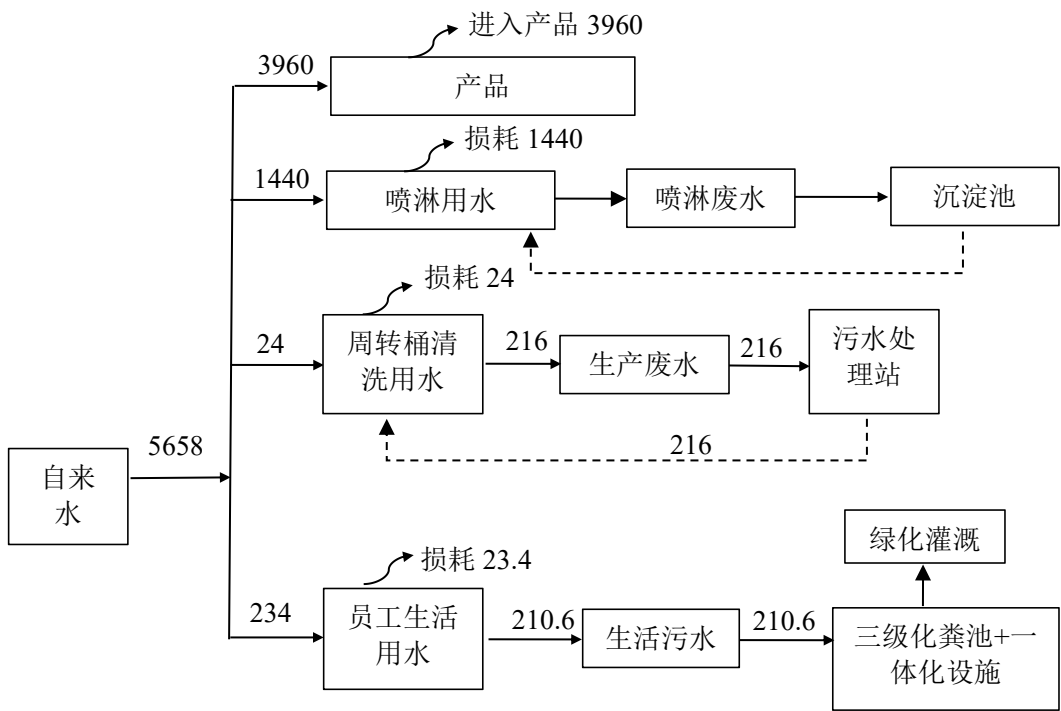 进入产品 3960
3960
产品
损耗 1440
1440
喷淋用水
喷淋废水
沉淀池
损耗 24
24
周转桶清
洗用水
216
生产废水
216
污水处
理站
216
5658
自来
水
绿化灌溉
损耗 23.4
234
员工生活
用水
210.6
生活污水
210.6
三级化粪池+一
体化设施